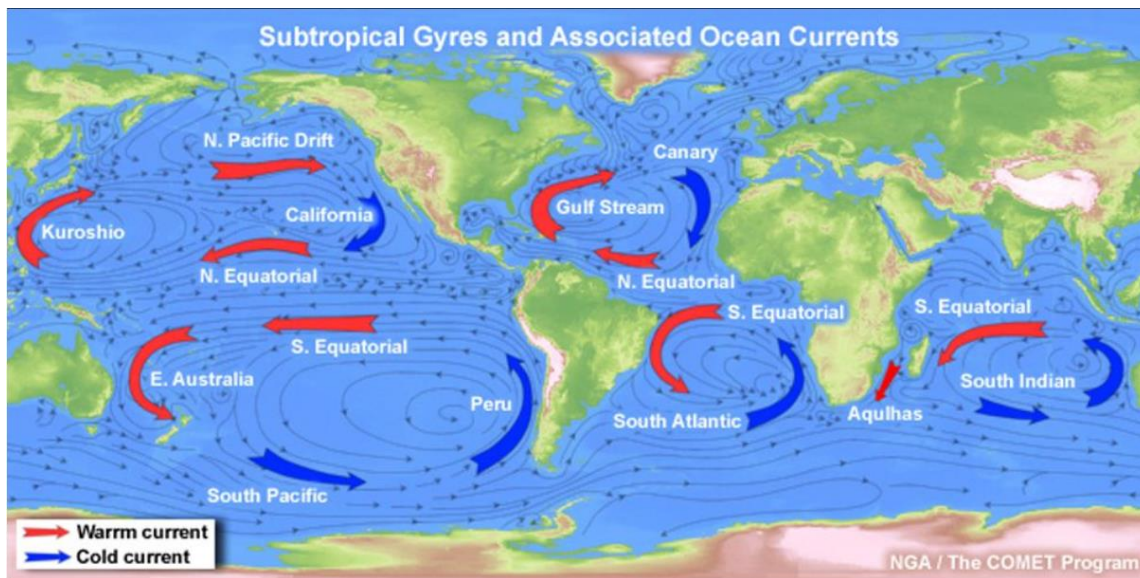 Subtropical Gyres and Associated Ocean Currents
N. Pacific Drift
Canary
California
Gulf Stream
Kuroshio
N. Equatorial
N. Equatorial
S. Equatorial
S. Equatorial
S. Equatorial
E. Australia
Peru
South Indian
South Atlantic
Aqulhas
South Pacific
Warrm current
Cold current
NGA / The COMET Program